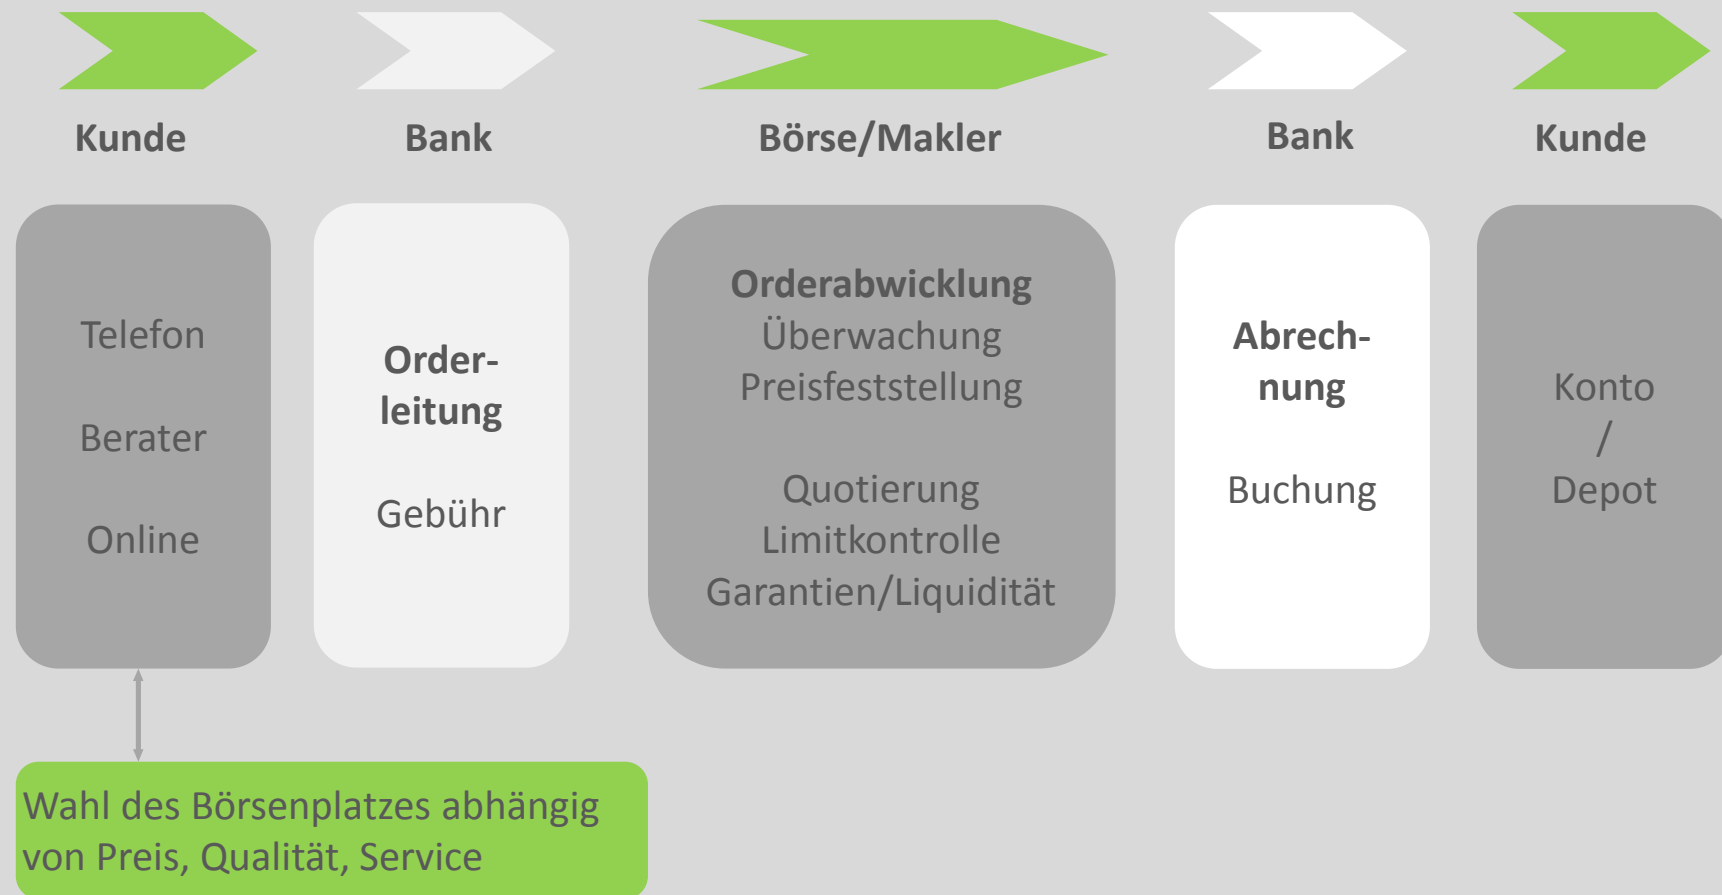 Kunde
Bank
Börse/Makler
Bank
Kunde
Telefon
Berater
Online
Order-
leitung
Gebühr
Orderabwicklung
Überwachung
Preisfeststellung
Quotierung
Limitkontrolle
Garantien/Liquidität
Abrech-
nung
Buchung
Konto
/
Depot
Wahl des Börsenplatzes abhängig
von Preis, Qualität, Service